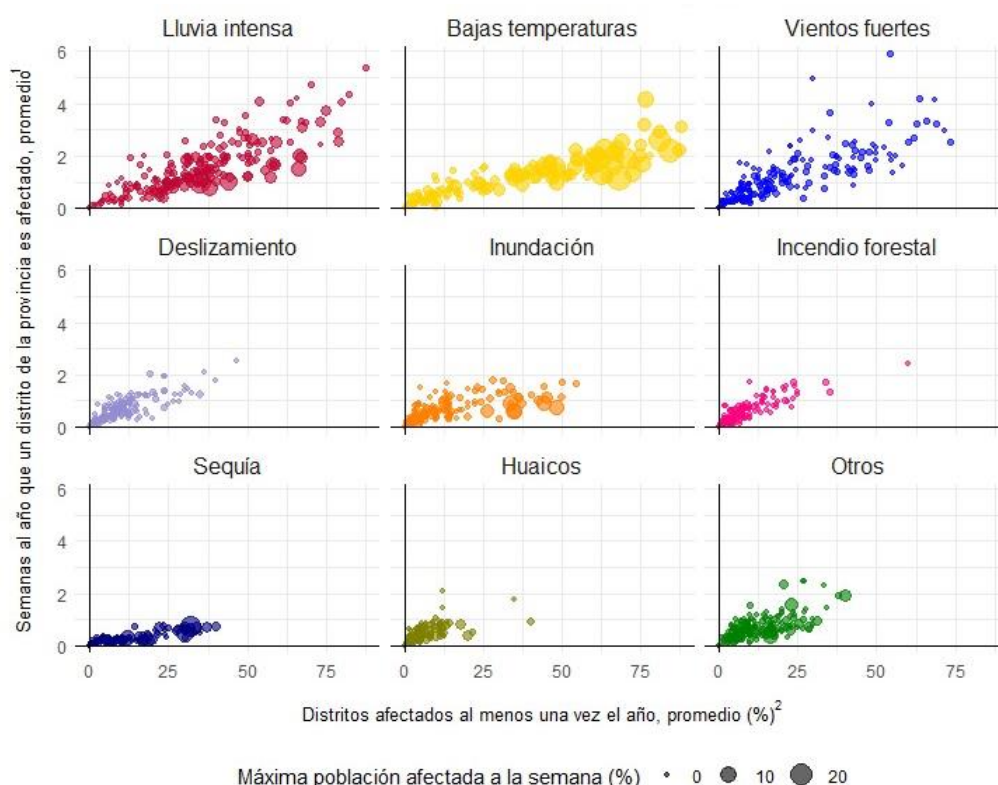 Lluvia intensa
Bajas temperaturas
Vientos fuertes
6
4
2
0
Deslizamiento
Inundación
Incendio forestal
6
4
2
0
Sequía
Huaicos
Otros
6
4
2
0
0 25 50 75
0 25 50 75
0 25 50 75
Semanas al año que un distrito de la provincia es afectado, promedio¹
Distritos afectados al menos una vez el año, promedio (%)²
Máxima población afectada a la semana (%) 0 10 20